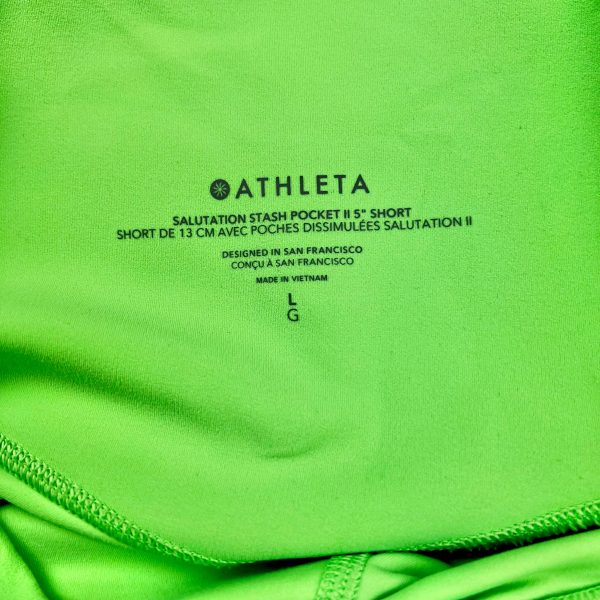 ATHLETA
SALUTATION STASH POCKET II 5" SHORT
SHORT DE 13 CM AVEC POCHES DISSIMULÉES SALUTATION II
DESIGNED IN SAN FRANCISCO
CONÇU À SAN FRANCISCO
MADE IN VIETNAM
L
G